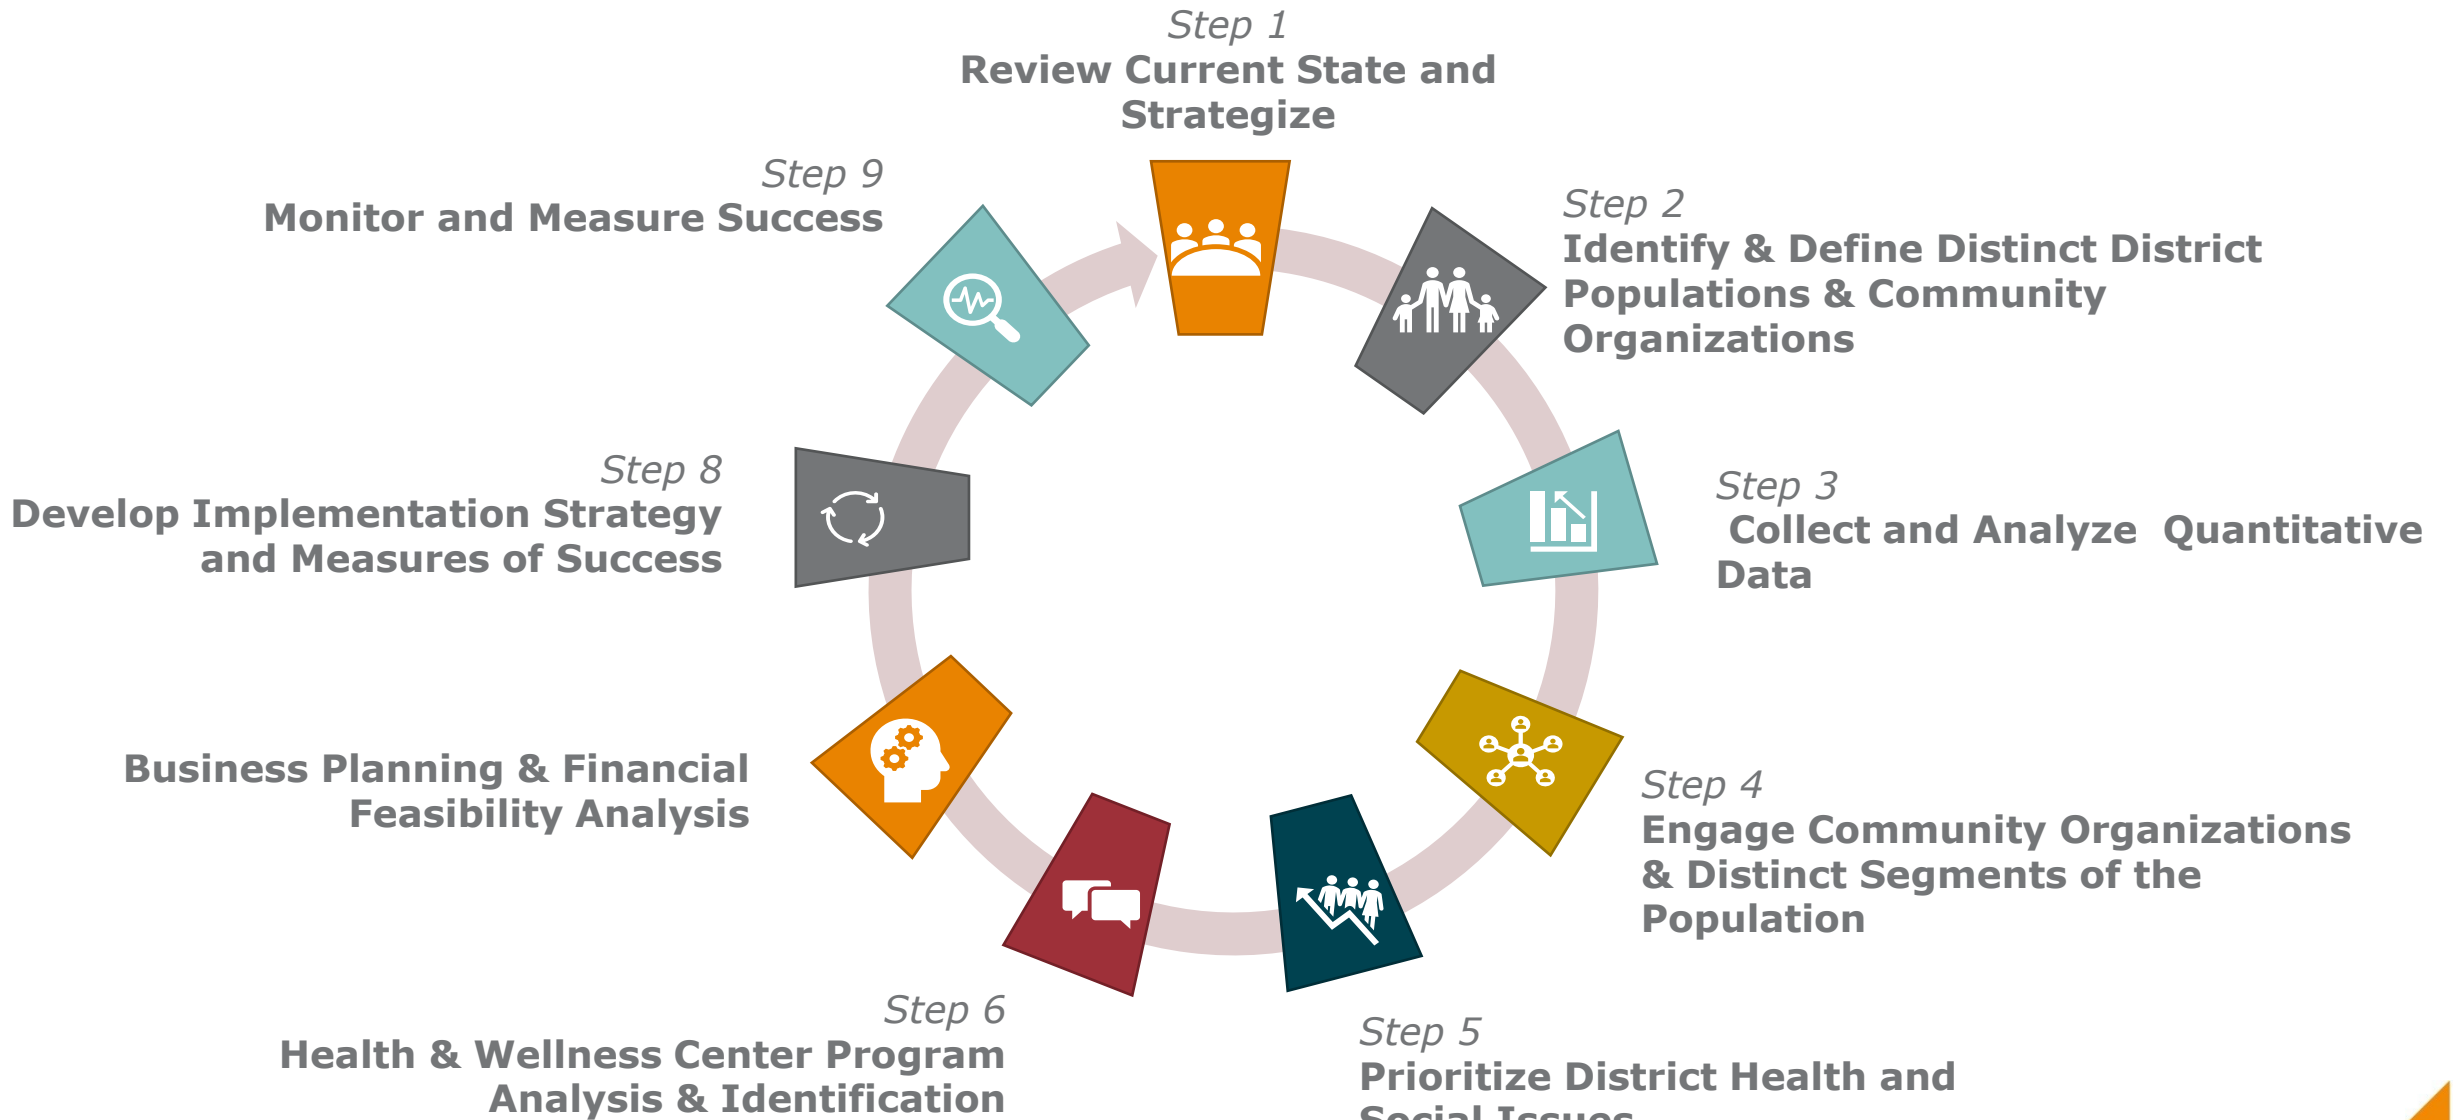 Step 1
Review Current State and
Strategize
Step 2
Identify & Define Distinct District
Populations & Community
Organizations
Step 3
Collect and Analyze  Quantitative
Data
Step 4
Engage Community Organizations
& Distinct Segments of the
Population
Step 5
Prioritize District Health and
Social Issues
Step 6
Health & Wellness Center Program
Analysis & Identification
Business Planning & Financial
Feasibility Analysis
Step 8
Develop Implementation Strategy
and Measures of Success
Step 9
Monitor and Measure Success